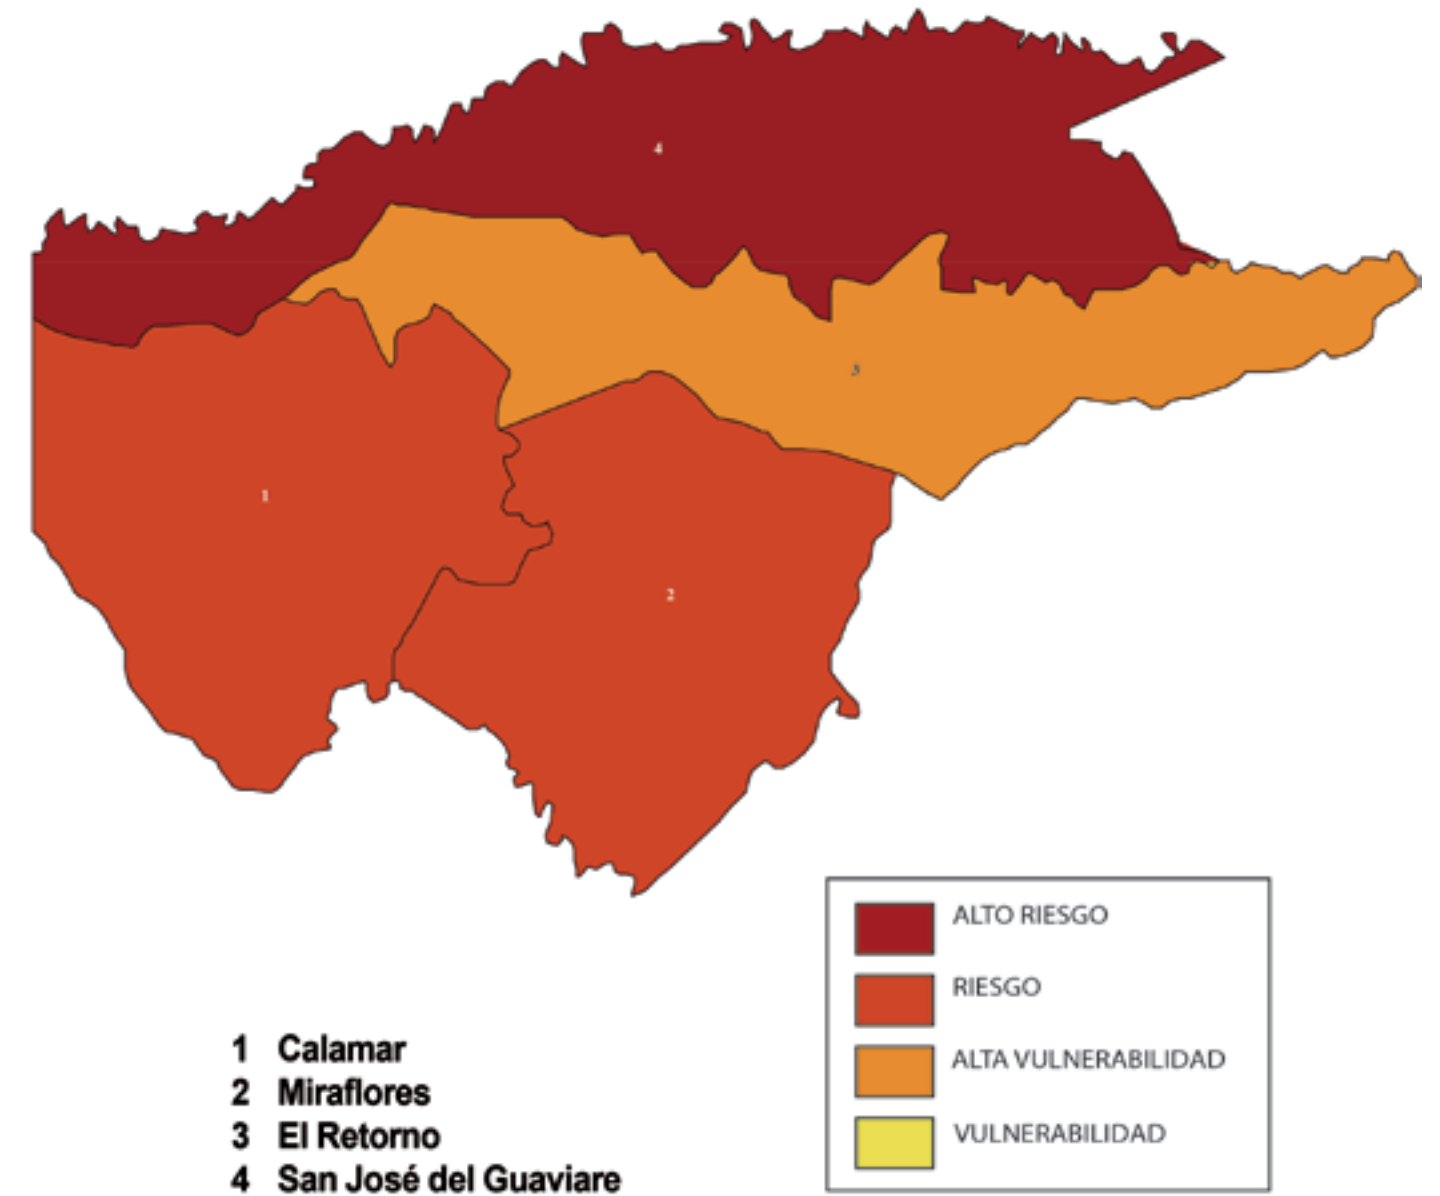 4
3
1
2
ALTO RIESGO
RIESGO
ALTA VULNERABILIDAD
VULNERABILIDAD
1 Calamar
2 Miraflores
3 El Retorno
4 San José del Guaviare